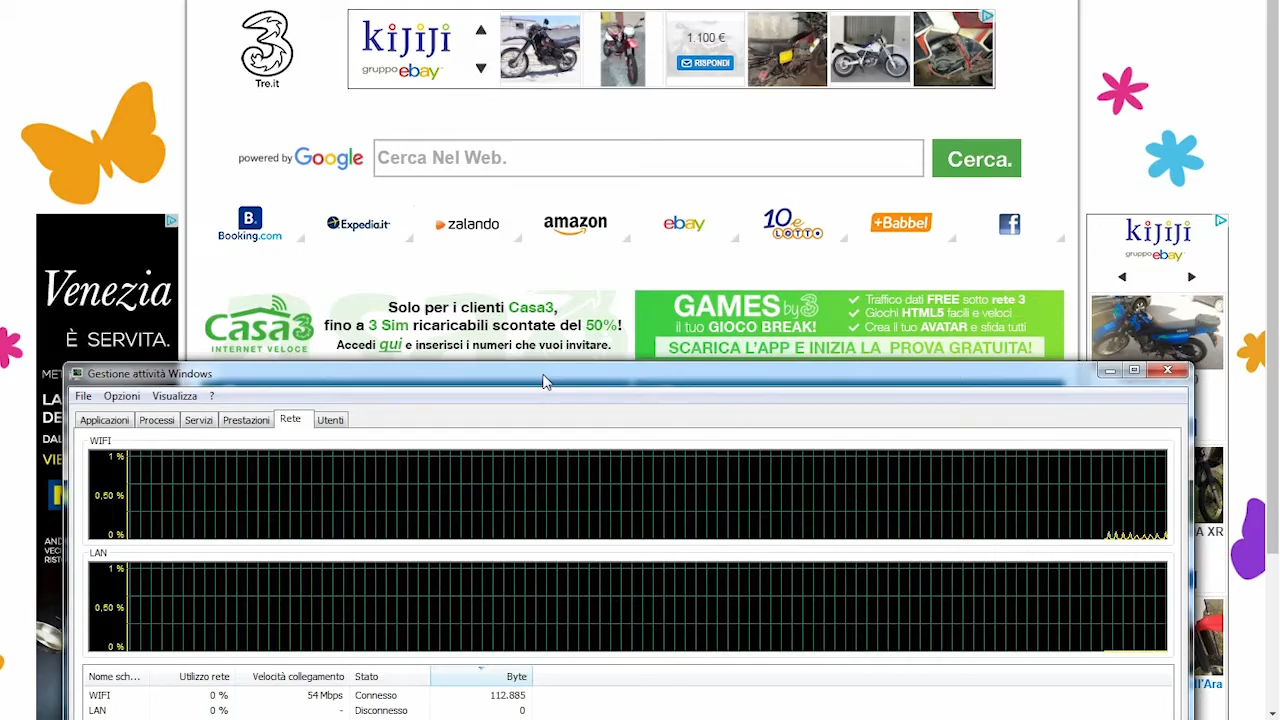 3
Tre.it
kijiji
gruppo ebay
1.100 €
RISPONDI
powered by Google
Cerca Nel Web.
Cerca.
B.
Booking.com
Expedia.it
zalando
amazon
ebay
10e
LOTTO
+Babbel
f
Venezia
È SERVITA.
kijiji
gruppo ebay
Casa3
INTERNET VELOCE
Solo per i clienti Casa3,
fino a 3 Sim ricaricabili scontate del 50%!
Accedi qui e inserisci i numeri che vuoi invitare.
GAMES by 3
il tuo GIOCO BREAK!
Traffico dati FREE sotto rete 3
Giochi HTML5 facili e veloci
Crea il tuo AVATAR e sfida tutti
SCARICA L'APP E INIZIA LA PROVA GRATUITA!
Gestione attività Windows
File Opzioni Visualizza ?
Applicazioni Processi Servizi Prestazioni Rete Utenti
WIFI
1 %
0,50 %
0 %
LAN
1 %
0,50 %
0 %
Nome sch... Utilizzo rete Velocità collegamento Stato Byte
WIFI 0 % 54 Mbps Connesso 112.885
LAN 0 % - Disconnesso 0
A XR
ll'Ara